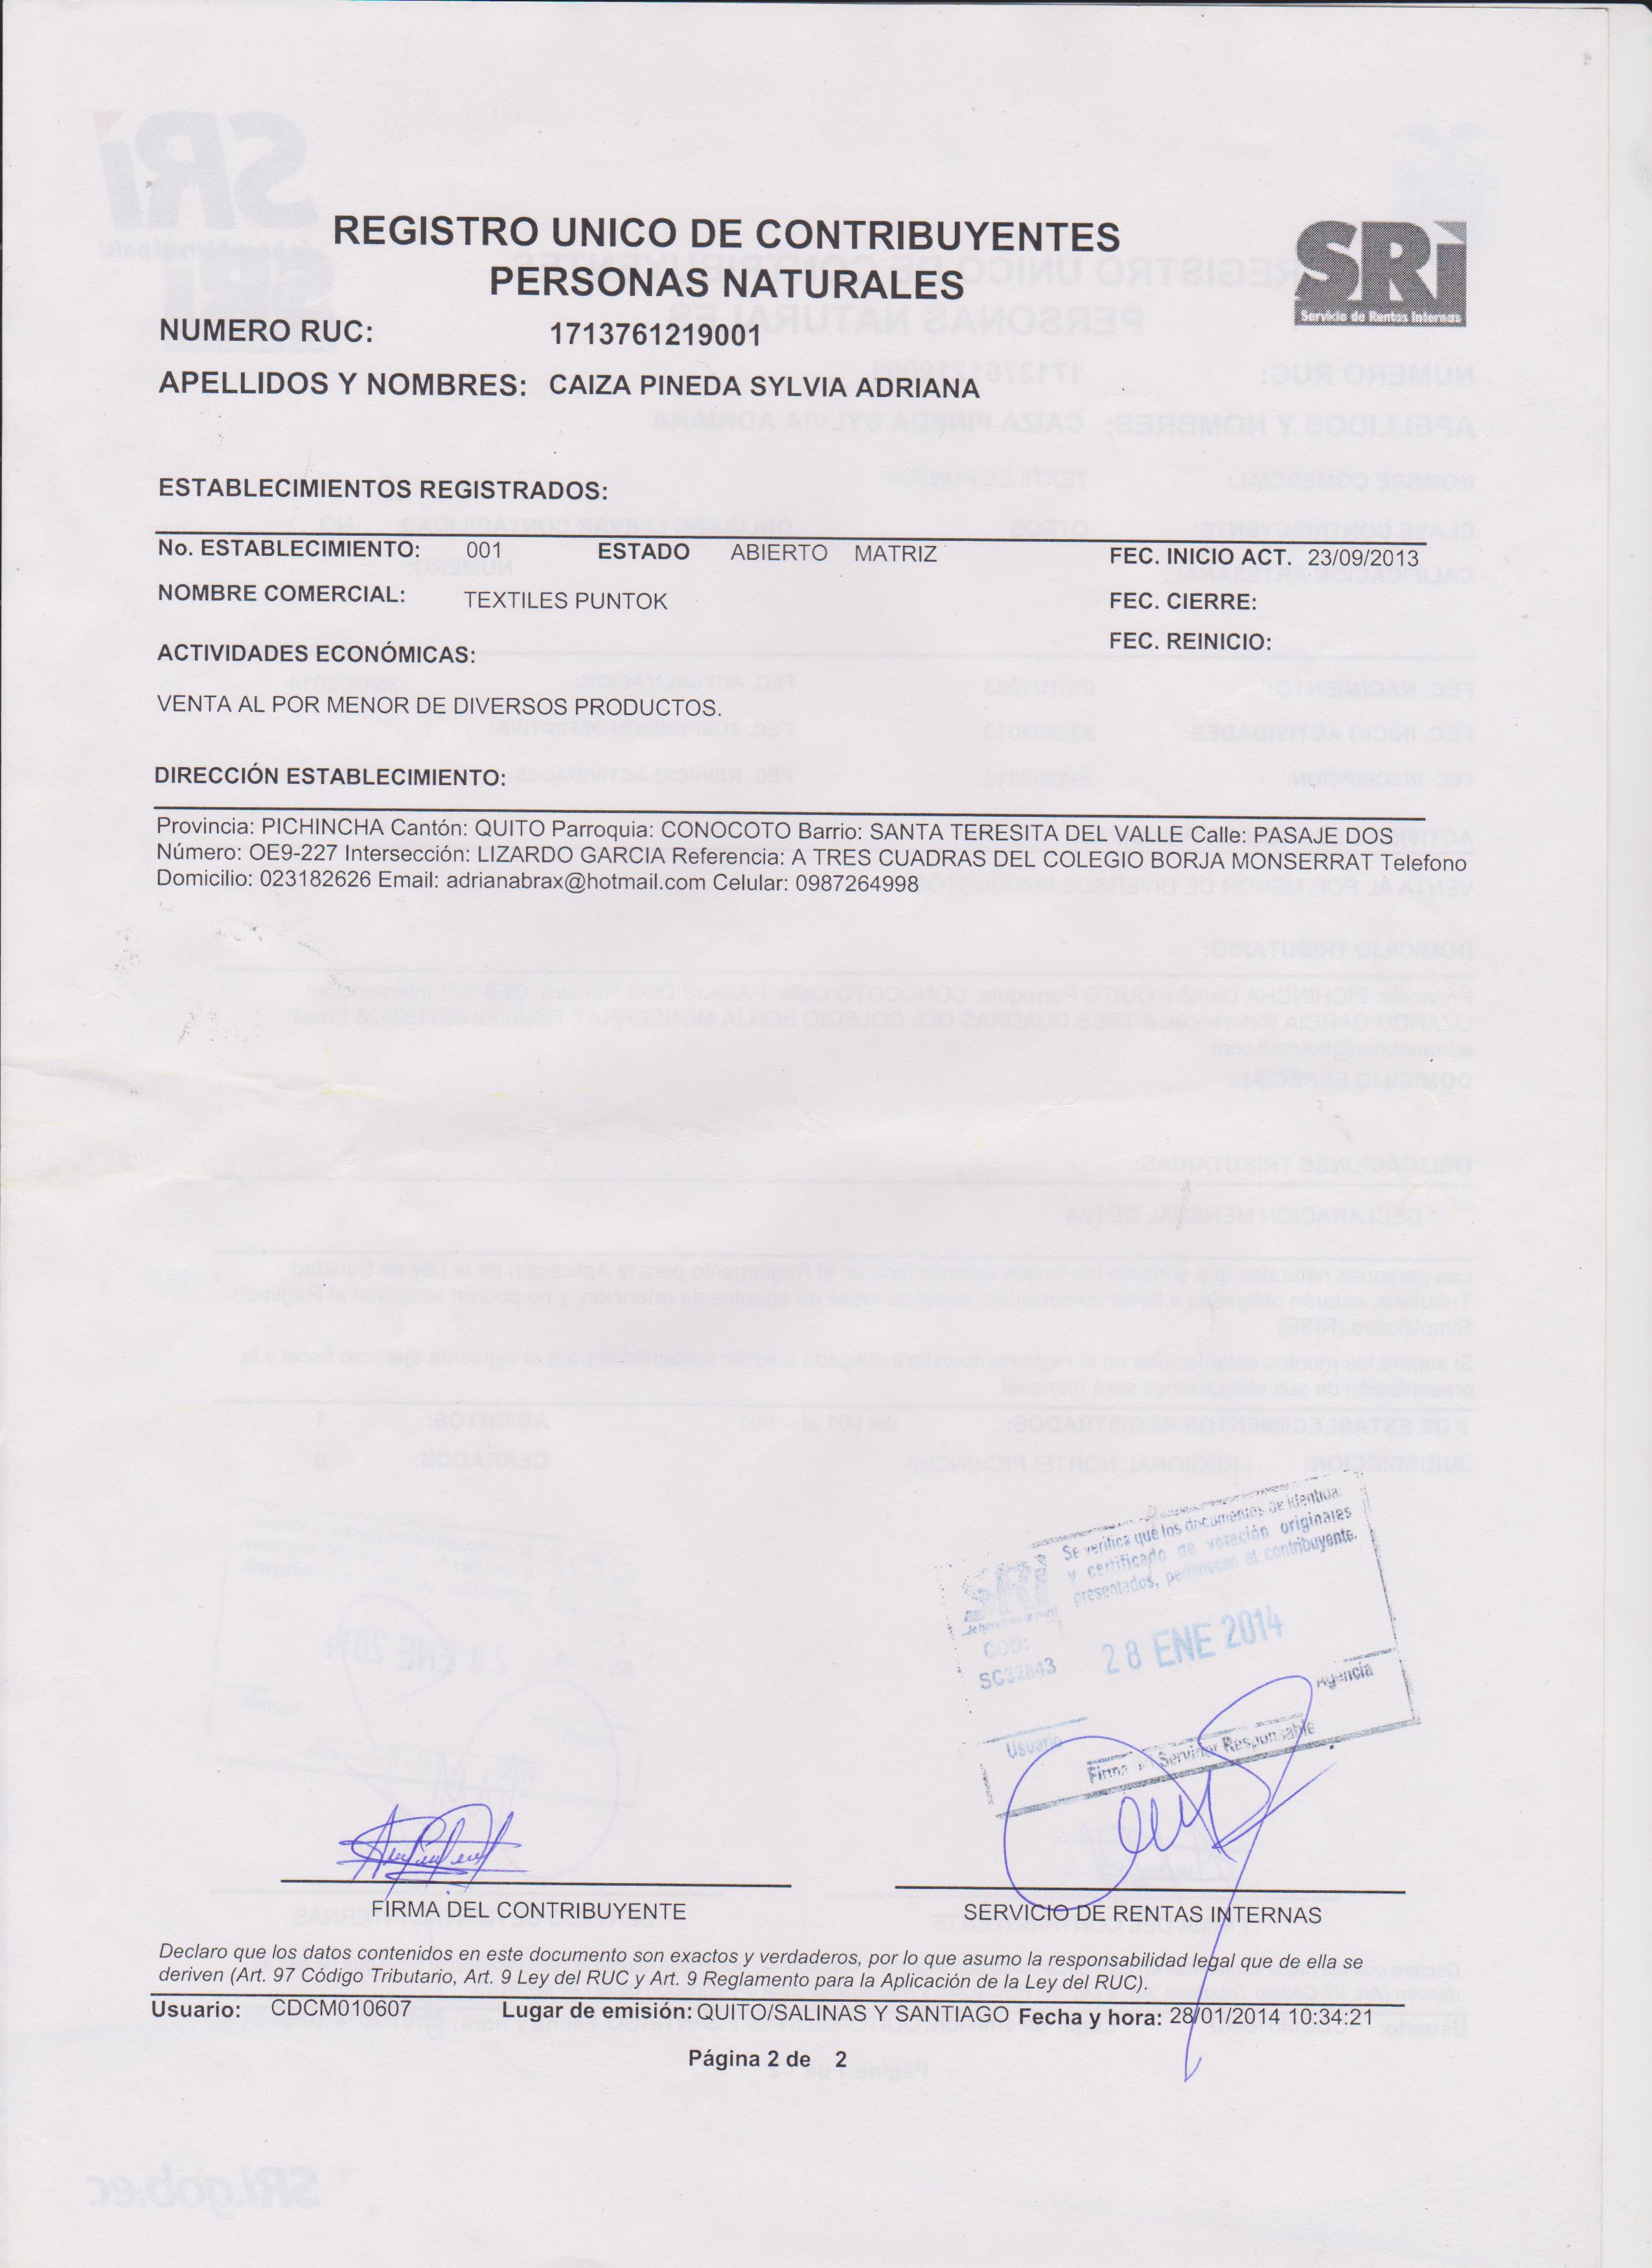 REGISTRO UNICO DE CONTRIBUYENTES
PERSONAS NATURALES
SRi
Servicio de Rentas Internas
NUMERO RUC: 1713761219001
APELLIDOS Y NOMBRES: CAIZA PINEDA SYLVIA ADRIANA
ESTABLECIMIENTOS REGISTRADOS:
No. ESTABLECIMIENTO: 001 ESTADO ABIERTO MATRIZ FEC. INICIO ACT. 23/09/2013
NOMBRE COMERCIAL: TEXTILES PUNTOK FEC. CIERRE:
FEC. REINICIO:
ACTIVIDADES ECONÓMICAS:
VENTA AL POR MENOR DE DIVERSOS PRODUCTOS.
DIRECCIÓN ESTABLECIMIENTO:
Provincia: PICHINCHA Cantón: QUITO Parroquia: CONOCOTO Barrio: SANTA TERESITA DEL VALLE Calle: PASAJE DOS
Número: OE9-227 Intersección: LIZARDO GARCIA Referencia: A TRES CUADRAS DEL COLEGIO BORJA MONSERRAT Telefono
Domicilio: 023182626 Email: adrianabrax@hotmail.com Celular: 0987264998
Se verifica que los documentos de identida
y certificado de votación originales
presentados, pertenecen al contribuyente.
SRi
COD:
SC32843
28 ENE 2014
Agencia
Usuario
Firma Servidor Responsable
FIRMA DEL CONTRIBUYENTE
SERVICIO DE RENTAS INTERNAS
Declaro que los datos contenidos en este documento son exactos y verdaderos, por lo que asumo la responsabilidad legal que de ella se
deriven (Art. 97 Código Tributario, Art. 9 Ley del RUC y Art. 9 Reglamento para la Aplicación de la Ley del RUC).
Usuario: CDCM010607 Lugar de emisión: QUITO/SALINAS Y SANTIAGO Fecha y hora: 28/01/2014 10:34:21
Página 2 de 2